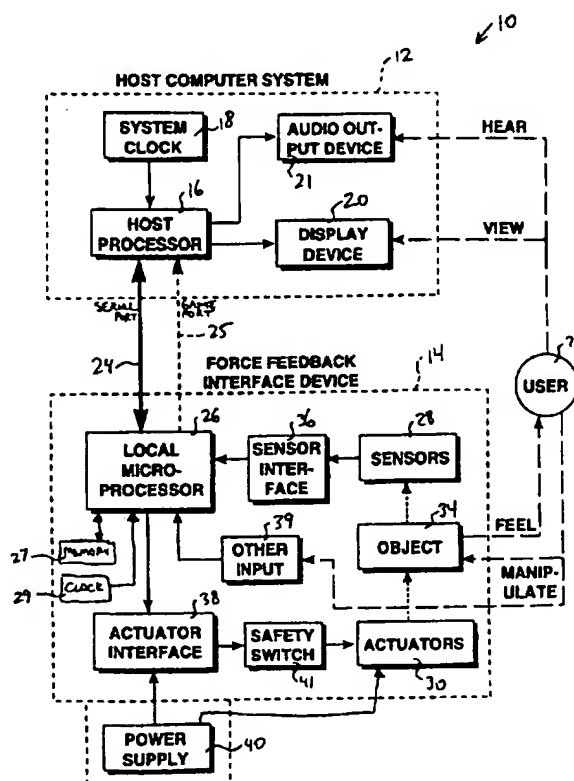 10
HOST COMPUTER SYSTEM
12
SYSTEM
CLOCK
18
AUDIO OUT-
PUT DEVICE
21
HEAR
16
HOST
PROCESSOR
20
DISPLAY
DEVICE
VIEW
SERIAL
PORT
GAME
PORT
24
25
FORCE FEEDBACK
INTERFACE DEVICE
14
USER
26
LOCAL
MICRO-
PROCESSOR
36
SENSOR
INTER-
FACE
28
SENSORS
34
OBJECT
FEEL
27
MEMORY
39
OTHER
INPUT
MANIP-
ULATE
29
CLOCK
38
ACTUATOR
INTERFACE
SAFETY
SWITCH
41
ACTUATORS
30
POWER
SUPPLY
40